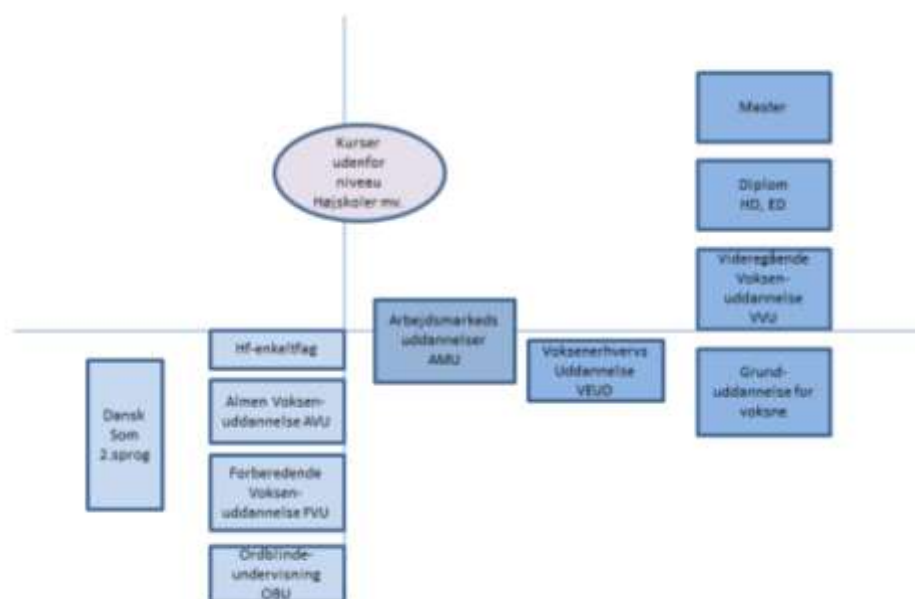 Master
Kurser
udenfor
niveau
Højskoler mv.
Diplom
HD, ED
Videregående
Voksen-
uddannelse
VVU
Arbejdsmarkeds
uddannelser
AMU
Hf-enkeltfag
Voksenerhvervs
Uddannelse
VEUD
Grund-
uddannelse for
voksne
Dansk
Som
2.sprog
Almen Voksen-
uddannelse AVU
Forberedende
Voksen-
uddannelse FVU
Ordblinde-
undervisning
OBU